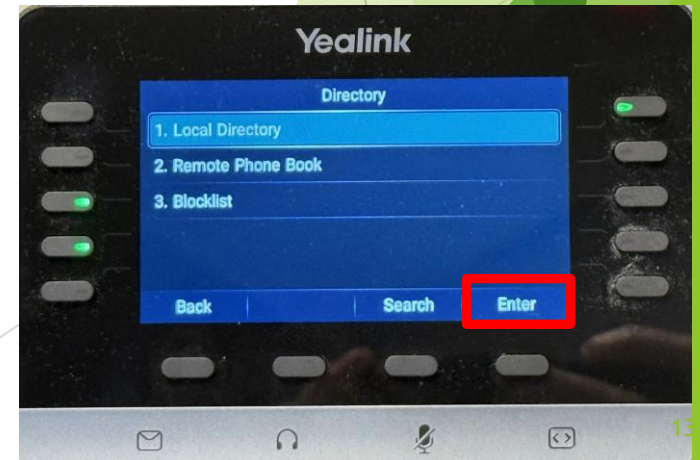 Yealink
Directory
1. Local Directory
2. Remote Phone Book
3. Blocklist
Back Search Enter
13